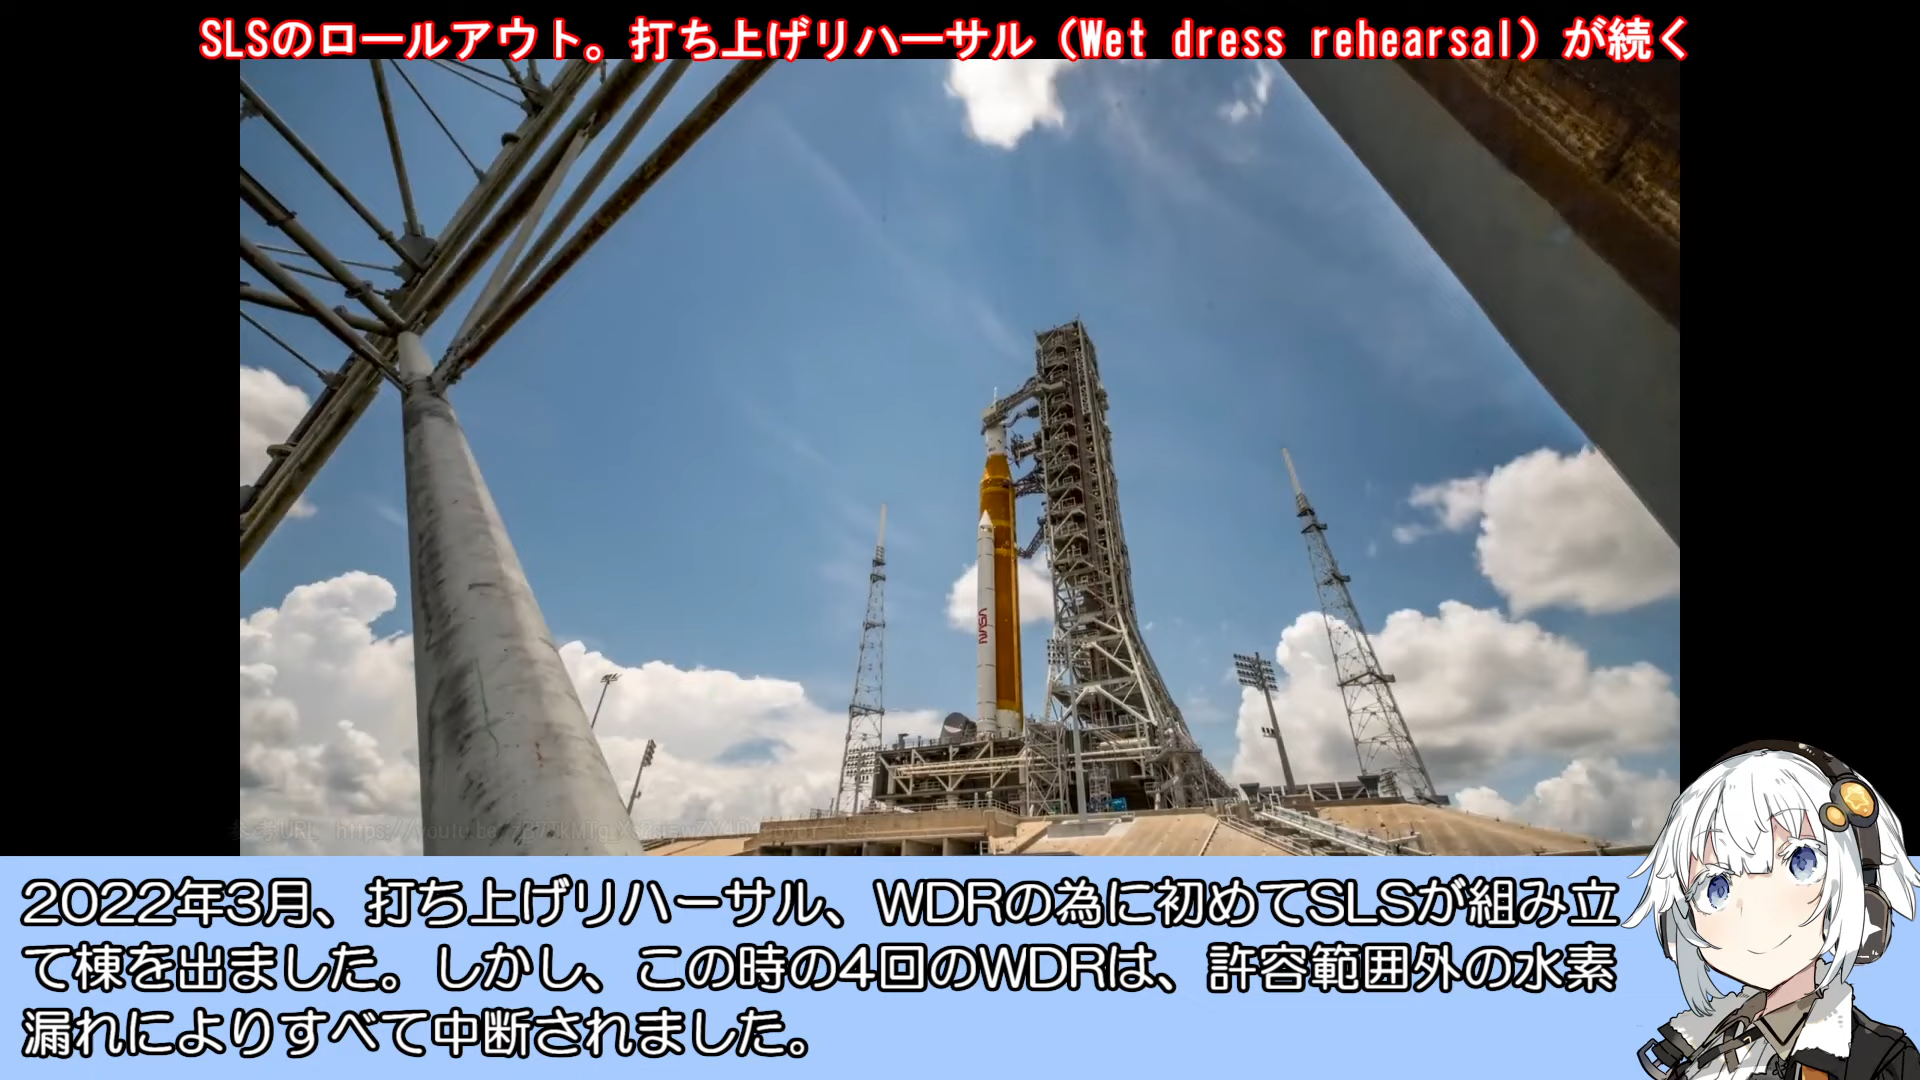 SLSのロールアウト。打ち上げリハーサル（Wet dress rehearsal）が続く
NASA
参考URL
2022年3月、打ち上げリハーサル、WDRの為に初めてSLSが組み立
て棟を出ました。しかし、この時の4回のWDRは、許容範囲外の水素
漏れによりすべて中断されました。